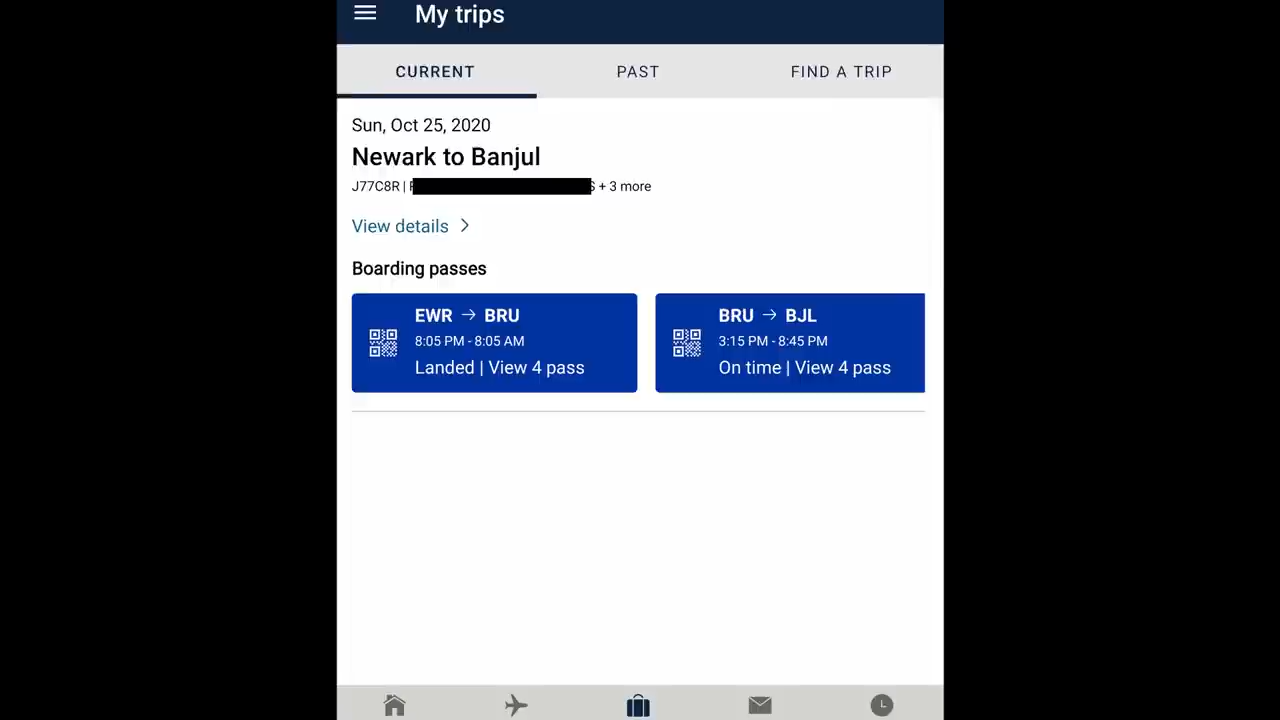 My trips
CURRENT PAST FIND A TRIP
Sun, Oct 25, 2020
Newark to Banjul
J77C8R | + 3 more
View details
Boarding passes
EWR → BRU
8:05 PM - 8:05 AM
Landed | View 4 pass
BRU → BJL
3:15 PM - 8:45 PM
On time | View 4 pass